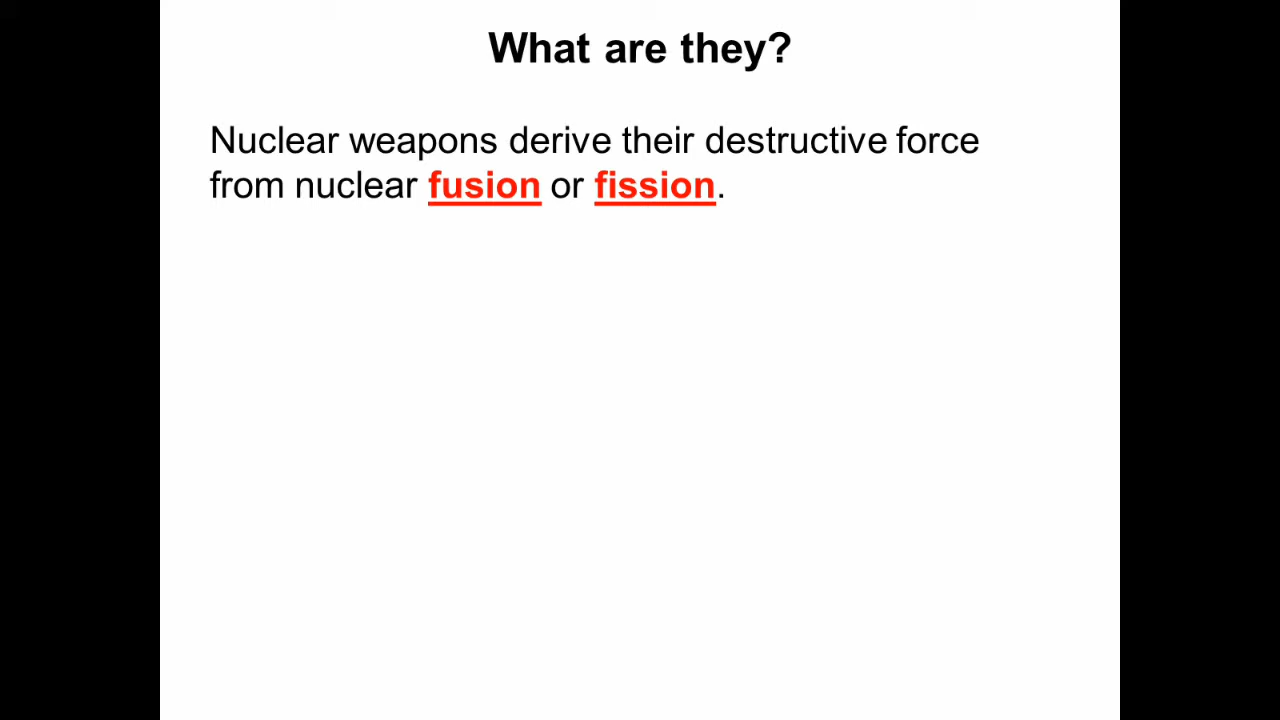 What are they?
Nuclear weapons derive their destructive force
from nuclear fusion or fission.